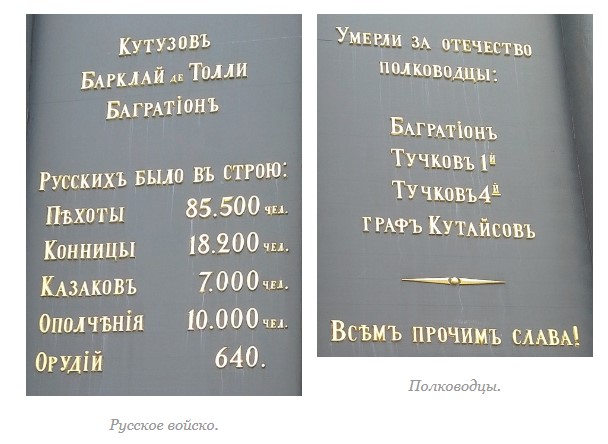 Кутузовъ
Барклай де Толли
Багратіонъ
Русскихъ было въ строю:
Пѣхоты 85.500 чел.
Конницы 18.200 чел.
Казаковъ 7.000 чел.
Ополчѣнія 10.000 чел.
Орудій 640.
Русское войско.
Умерли за отечество
полководцы:
Багратіонъ
Тучковъ 1й
Тучковъ 4й
графъ Кутайсовъ
Всѣмъ прочимъ слава!
Полководцы.